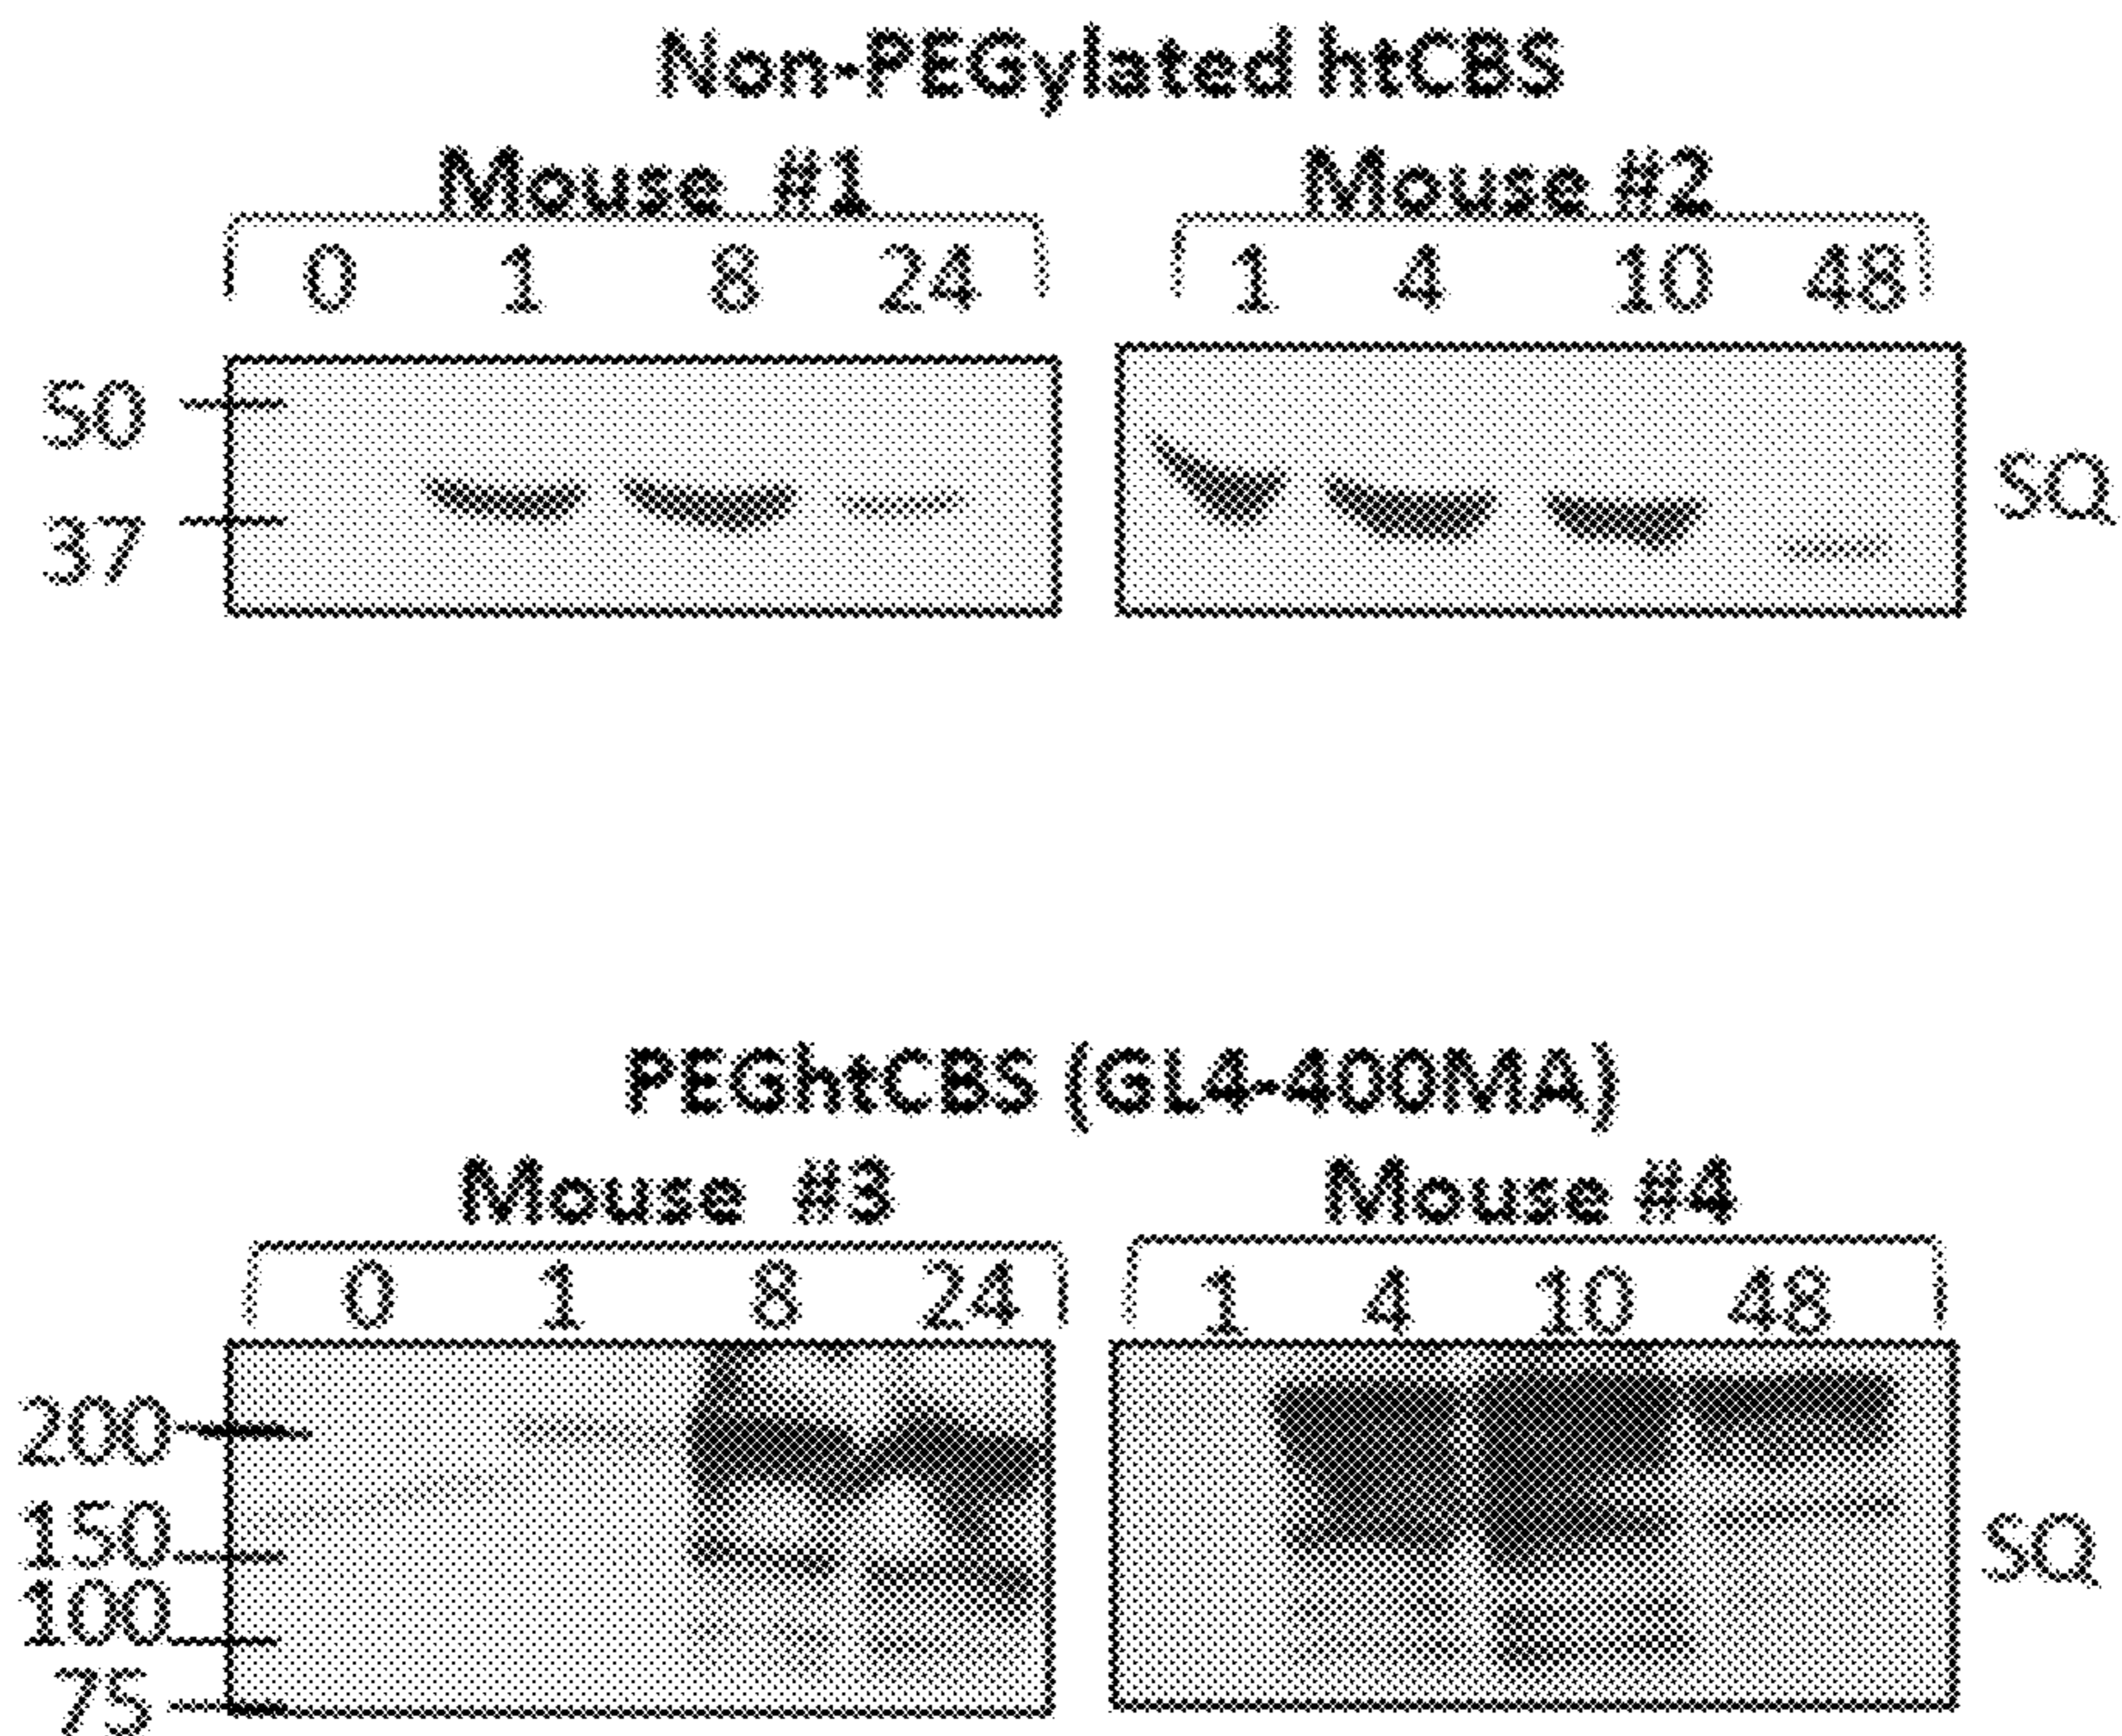 Non-PEGylated htCBS
Mouse #1 Mouse #2
0 1 8 24 1 4 10 48
50
SQ
37
PEGhtCBS (GL4-400MA)
Mouse #3 Mouse #4
0 1 8 24 1 4 10 48
200
150
SQ
100
75